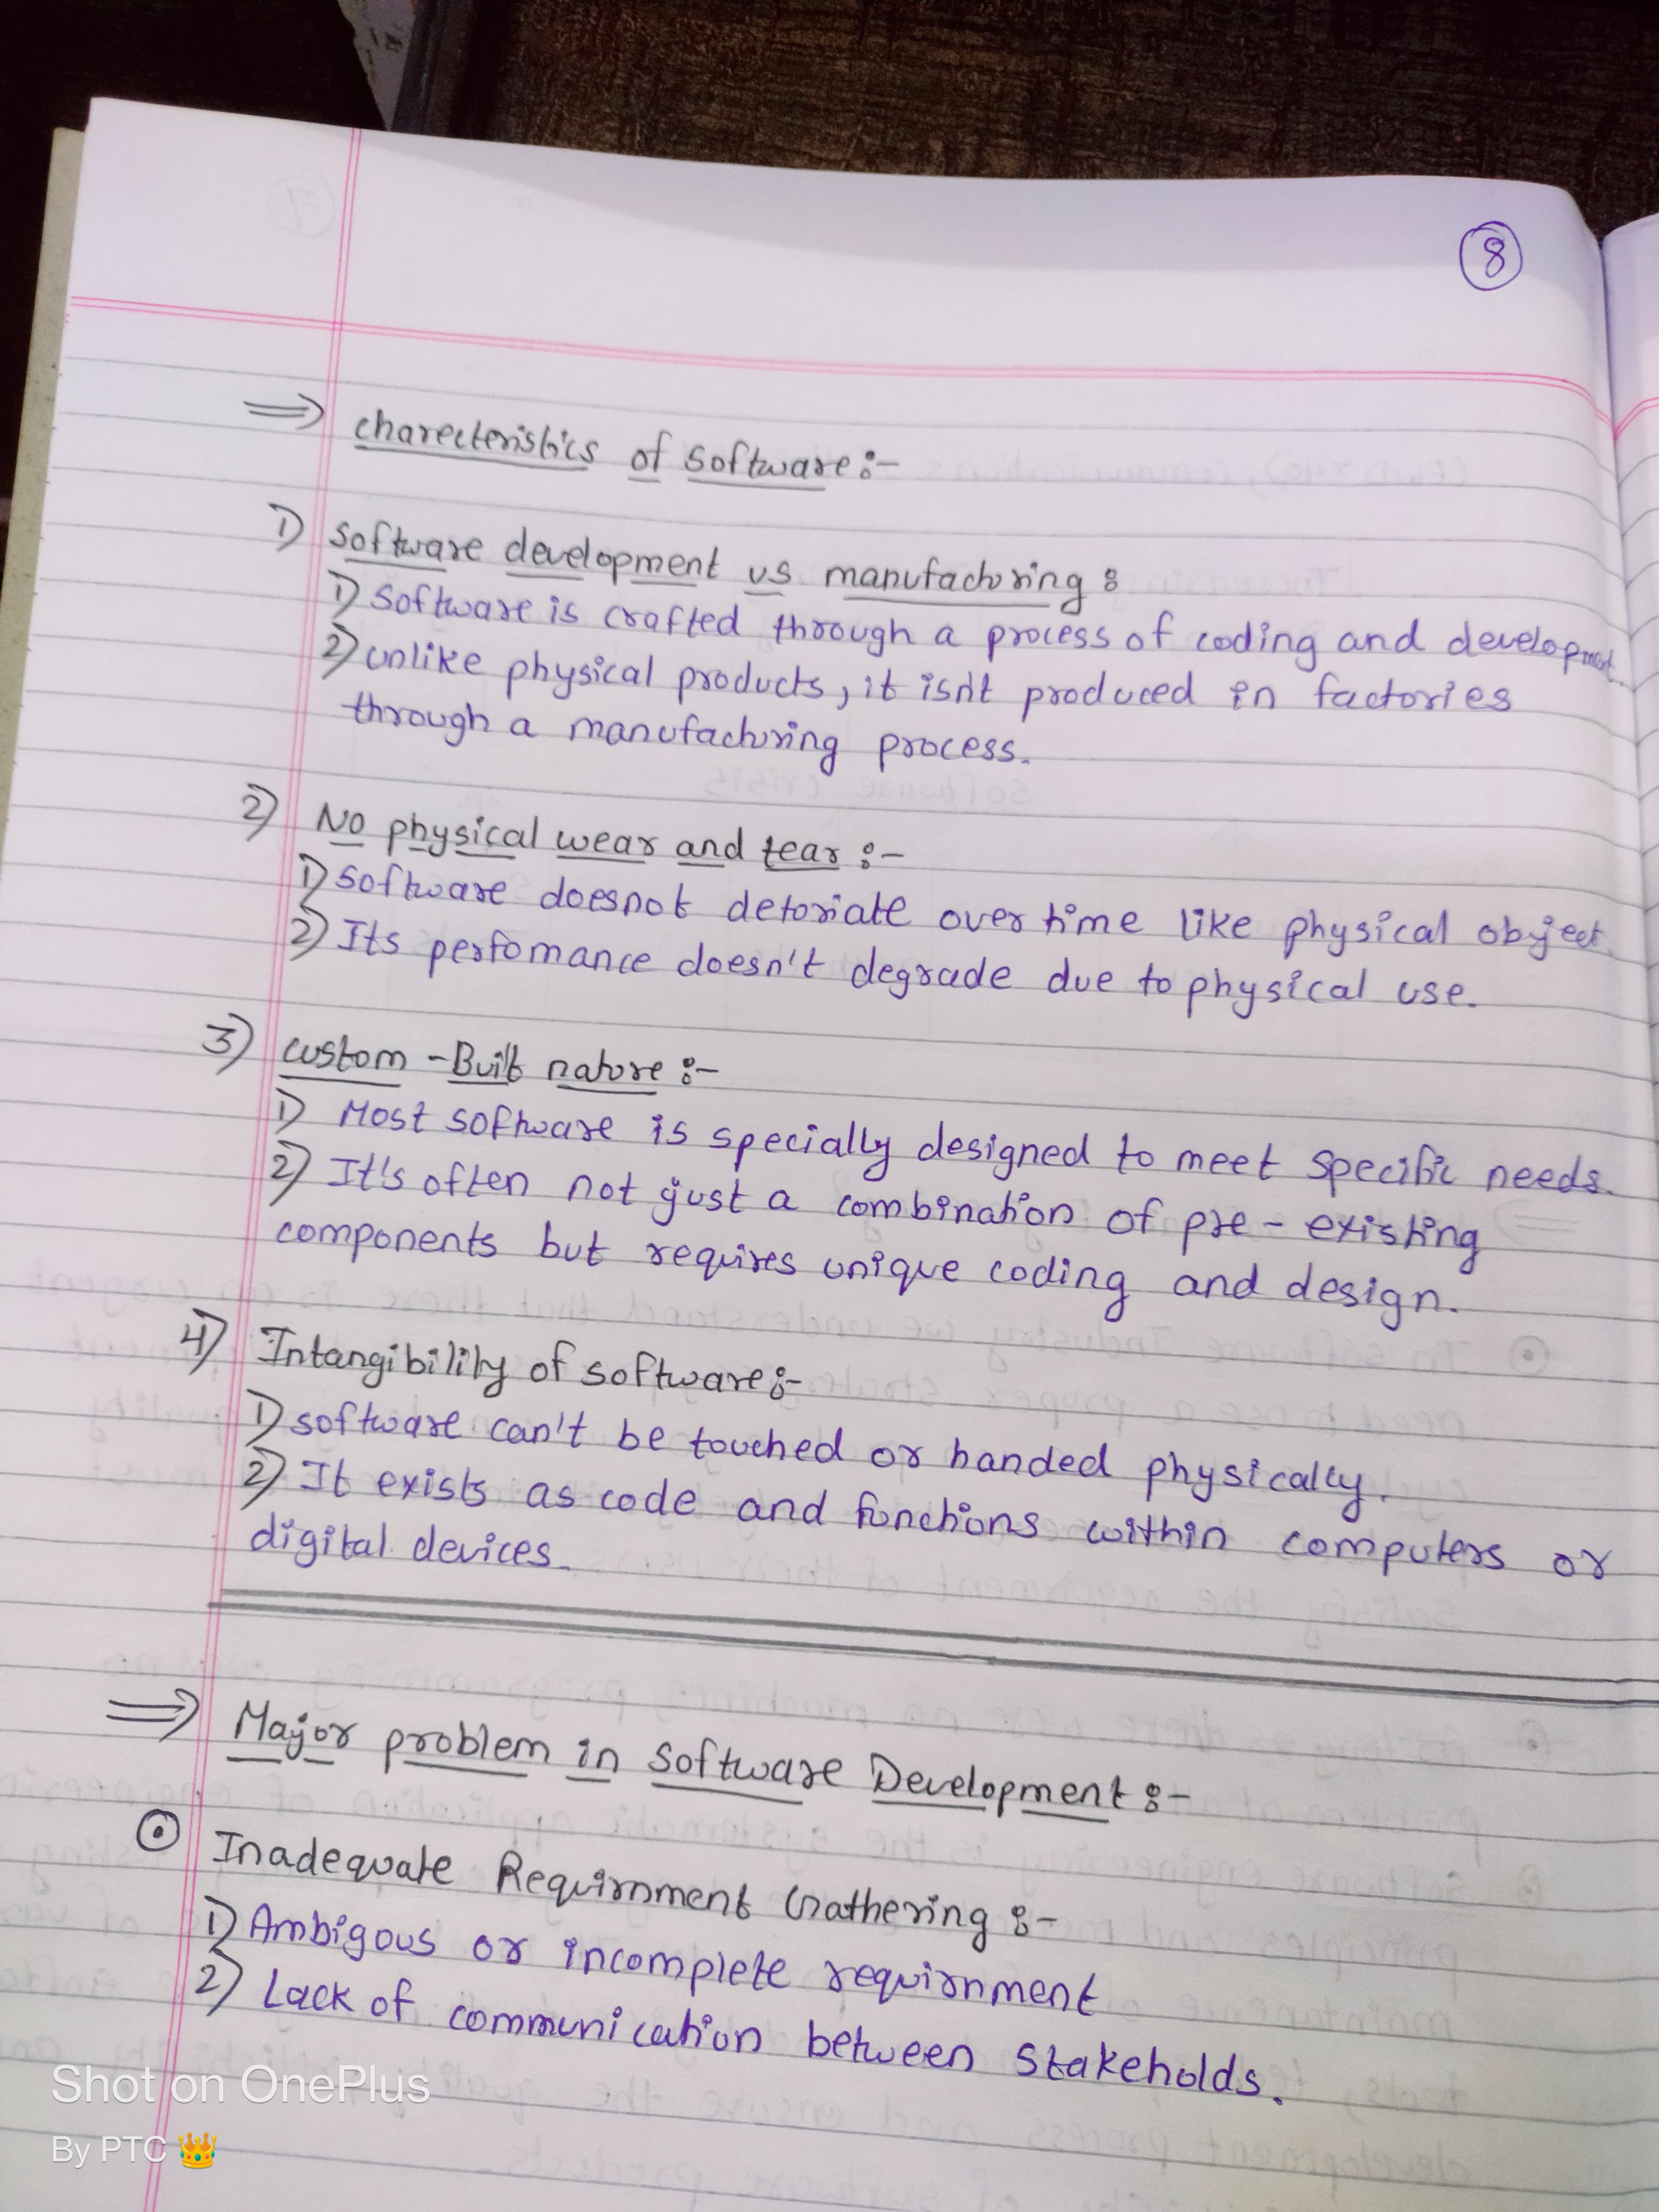 8
⇒ charecteristics of software :-
1) software development vs manufacturing :
1) Software is crafted through a process of coding and development.
2) unlike physical products, it isn't produced in factories
through a manufacturing process.
2) No physical wear and tear :-
1) software doesnot detoriate over time like physical object.
2) Its perfomance doesn't degrade due to physical use.
3) custom - Built nature :-
1) Most software is specially designed to meet specific needs.
2) It's often not just a combination of pre - existing
components but requires unique coding and design.
4) Intangibility of software :-
1) software can't be touched or handed physically.
2) It exists as code and functions within computers or
digital devices.
⇒ Major problem in Software Development :-
⊙ Inadequate Requirnment Gathering :-
1) Ambigous or incomplete requirnment
2) Lack of communication between stakeholds.
Shot on OnePlus
By PTC 👑